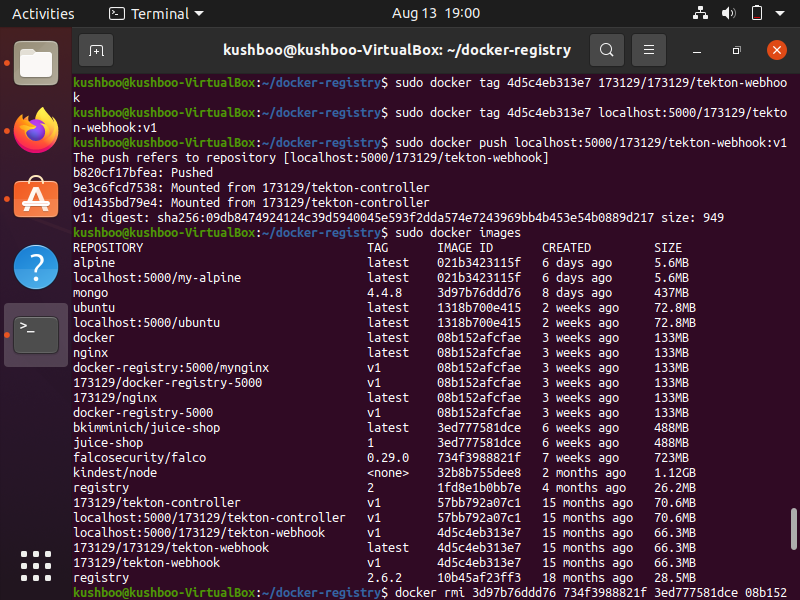 Activities
Terminal
Aug 13 19:00
kushboo@kushboo-VirtualBox: ~/docker-registry
kushboo@kushboo-VirtualBox:~/docker-registry$ sudo docker tag 4d5c4eb313e7 173129/173129/tekton-webhoo
k
kushboo@kushboo-VirtualBox:~/docker-registry$ sudo docker tag 4d5c4eb313e7 localhost:5000/173129/tekto
n-webhook:v1
kushboo@kushboo-VirtualBox:~/docker-registry$ sudo docker push localhost:5000/173129/tekton-webhook:v1
The push refers to repository [localhost:5000/173129/tekton-webhook]
b820cf17bfea: Pushed
9e3c6fcd7538: Mounted from 173129/tekton-controller
0d1435bd79e4: Mounted from 173129/tekton-controller
v1: digest: sha256:09db8474924124c39d5940045e593f2dda574e7243969bb4b453e54b0889d217 size: 949
kushboo@kushboo-VirtualBox:~/docker-registry$ sudo docker images
REPOSITORY TAG IMAGE ID CREATED SIZE
alpine latest 021b3423115f 6 days ago 5.6MB
localhost:5000/my-alpine latest 021b3423115f 6 days ago 5.6MB
mongo 4.4.8 3d97b76ddd76 8 days ago 437MB
ubuntu latest 1318b700e415 2 weeks ago 72.8MB
localhost:5000/ubuntu latest 1318b700e415 2 weeks ago 72.8MB
docker latest 08b152afcfae 3 weeks ago 133MB
nginx latest 08b152afcfae 3 weeks ago 133MB
docker-registry:5000/mynginx v1 08b152afcfae 3 weeks ago 133MB
173129/docker-registry-5000 v1 08b152afcfae 3 weeks ago 133MB
173129/nginx latest 08b152afcfae 3 weeks ago 133MB
docker-registry-5000 v1 08b152afcfae 3 weeks ago 133MB
bkimminich/juice-shop latest 3ed777581dce 6 weeks ago 488MB
juice-shop 1 3ed777581dce 6 weeks ago 488MB
falcosecurity/falco 0.29.0 734f3988821f 7 weeks ago 723MB
kindest/node <none> 32b8b755dee8 2 months ago 1.12GB
registry 2 1fd8e1b0bb7e 4 months ago 26.2MB
173129/tekton-controller v1 57bb792a07c1 15 months ago 70.6MB
localhost:5000/173129/tekton-controller v1 57bb792a07c1 15 months ago 70.6MB
localhost:5000/173129/tekton-webhook v1 4d5c4eb313e7 15 months ago 66.3MB
173129/173129/tekton-webhook latest 4d5c4eb313e7 15 months ago 66.3MB
173129/tekton-webhook v1 4d5c4eb313e7 15 months ago 66.3MB
registry 2.6.2 10b45af23ff3 18 months ago 28.5MB
kushboo@kushboo-VirtualBox:~/docker-registry$ docker rmi 3d97b76ddd76 734f3988821f 3ed777581dce 08b152